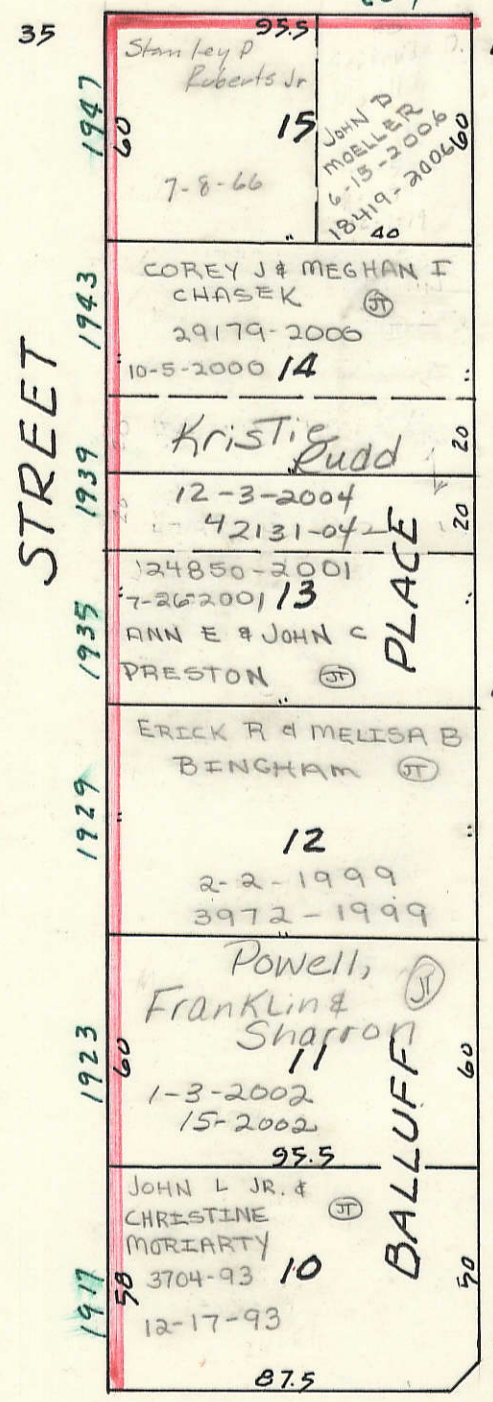 35
95.5
Stanley P
Roberts Jr
15
7-8-66
60
1947
JOHN D
MOELLER
6-15-2006
18419-2006
60
40
"
COREY J & MEGHAN I
CHASEK
JT
29179-2000
10-5-2000 14
1943
"
"
STREET
Kristie
Rudd
20
1939
12-3-2004
42131-04
20
PLACE
124850-2001
7-26-2001 13
ANN E & JOHN C
PRESTON JT
1935
"
"
ERICK R & MELISA B
BINGHAM JT
12
1929
"
"
2-2-1999
3972-1999
"
Powell,
Franklin &
Sharron
JT
11
1-3-2002
15-2002
95.5
60
60
1923
BALLUFF
JOHN L JR. &
CHRISTINE
MORIARTY
JT
3704-93 10
12-17-93
50
50
1917
87.5